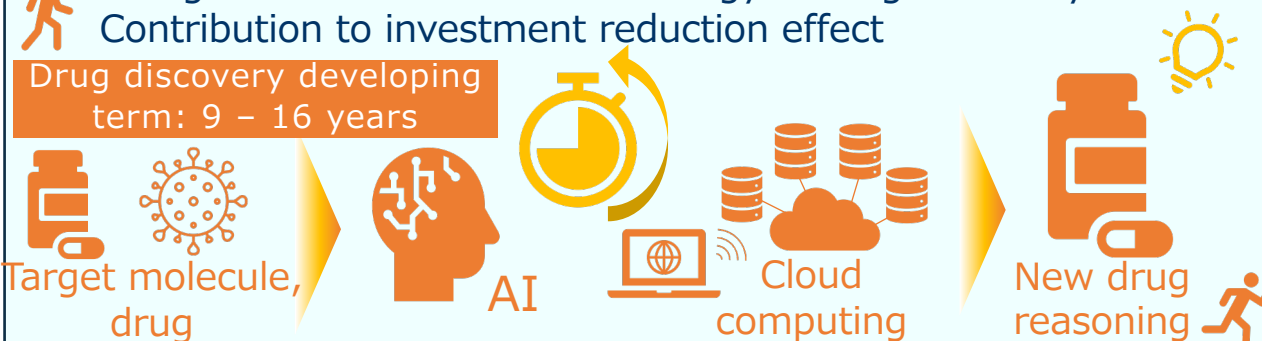 Contribution to investment reduction effect
Drug discovery developing
term: 9 – 16 years
Target molecule,
drug
AI
Cloud
computing
New drug
reasoning